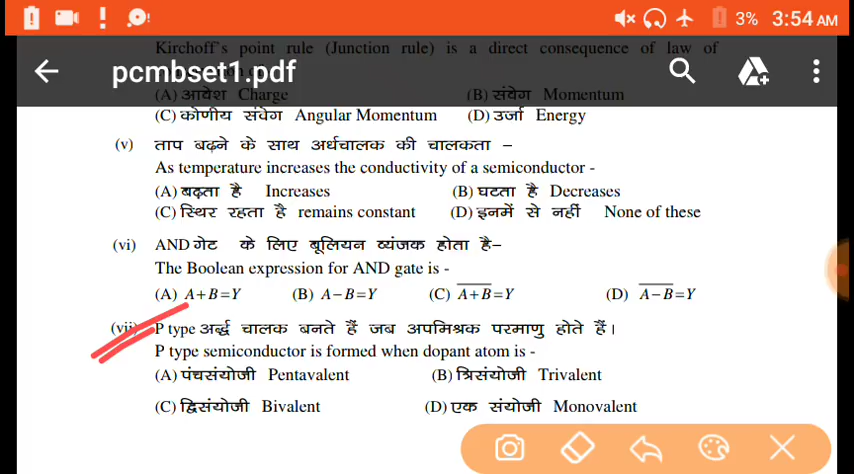 3% 3:54 AM
Kirchoff's point rule (Junction rule) is a direct consequence of law of
pcmbset1.pdf
(A) आवेश Charge (B) संवेग Momentum
(C) कोणीय संवेग Angular Momentum (D) उर्जा Energy
(v) ताप बढ़ने के साथ अर्धचालक की चालकता –
As temperature increases the conductivity of a semiconductor -
(A) बढ़ता है Increases (B) घटता है Decreases
(C) स्थिर रहता है remains constant (D) इनमें से नहीं None of these
(vi) AND गेट के लिए बूलियन व्यंजक होता है–
The Boolean expression for AND gate is -
(A) A+B=Y (B) A−B=Y (C) \overline{A+B}=Y (D) \overline{A−B}=Y
(vii) P type अर्द्ध चालक बनते हैं जब अपमिश्रक परमाणु होते हैं।
P type semiconductor is formed when dopant atom is -
(A) पंचसंयोजी Pentavalent (B) त्रिसंयोजी Trivalent
(C) द्विसंयोजी Bivalent (D) एक संयोजी Monovalent